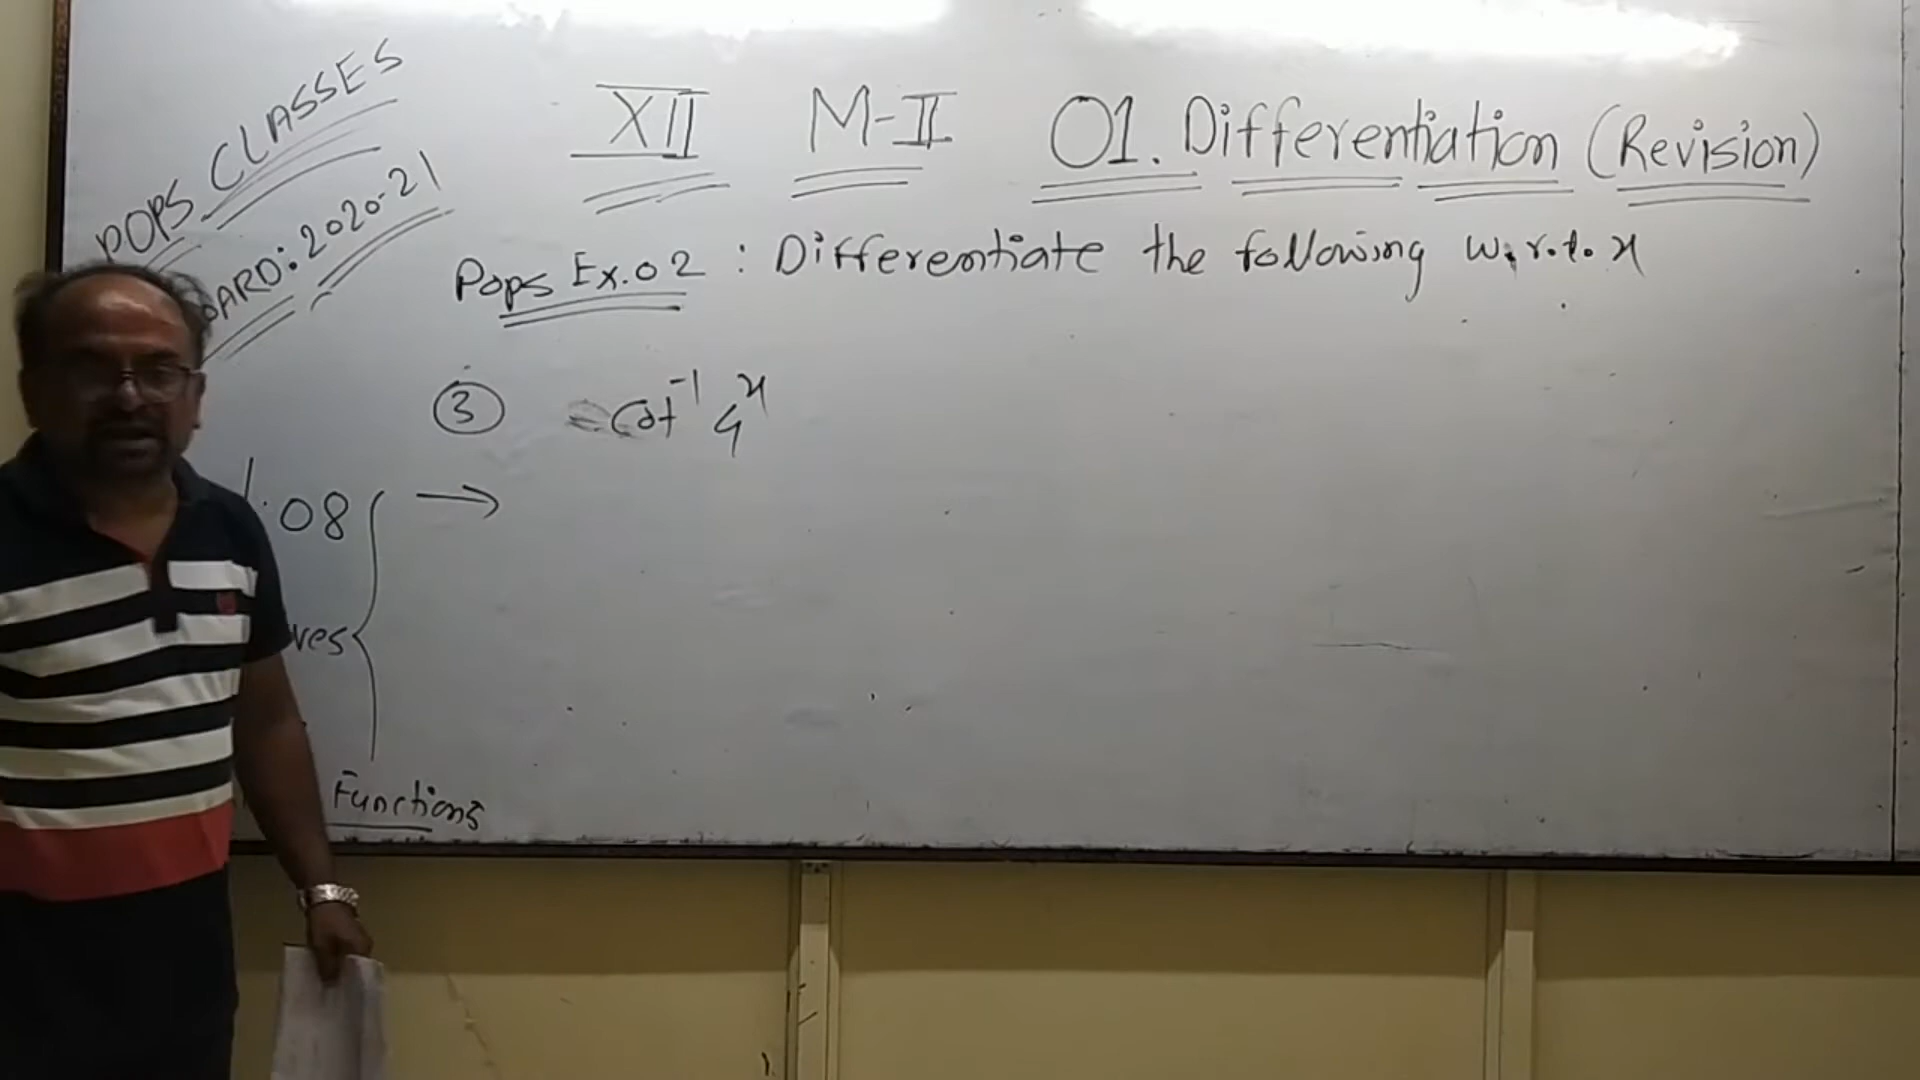 POPS CLASSES
BOARD: 2020-21
XII M-II 01. Differentiation (Revision)
Pops Ex.02 : Differentiate the following w.r.t. x
③ cot⁻¹ 4ˣ
08 →
Functions